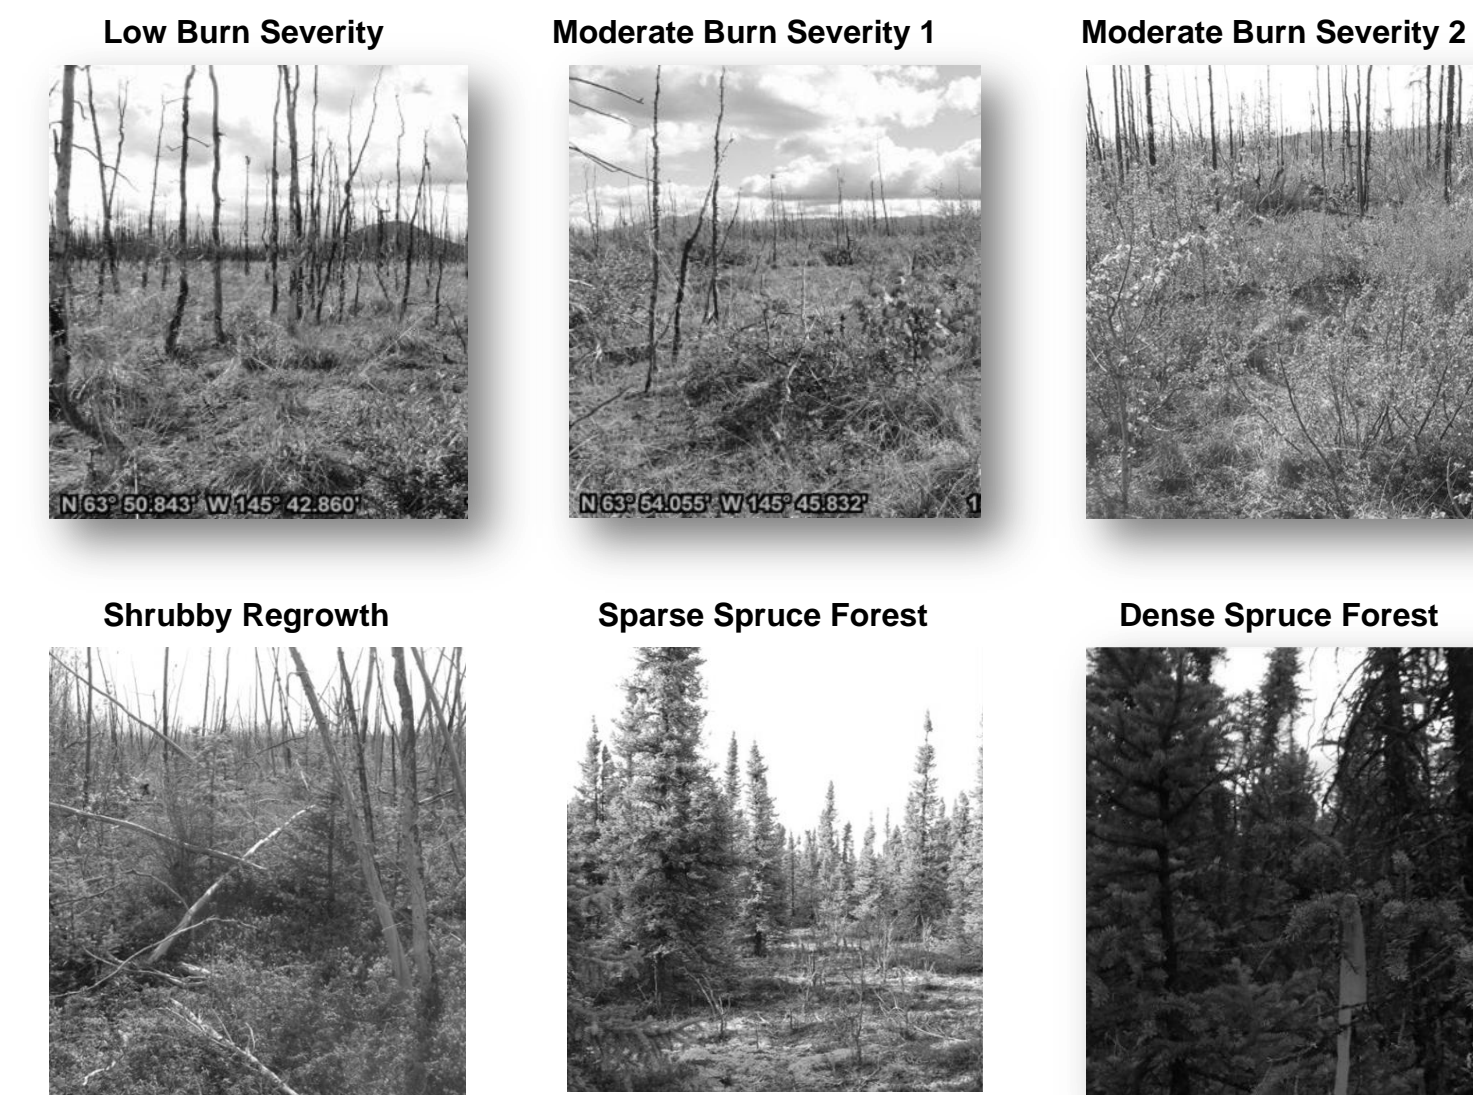 Low Burn Severity
Moderate Burn Severity 1
Moderate Burn Severity 2
N 63° 50.843' W 145° 42.860'
N 63° 54.055' W 145° 45.832'
Shrubby Regrowth
Sparse Spruce Forest
Dense Spruce Forest